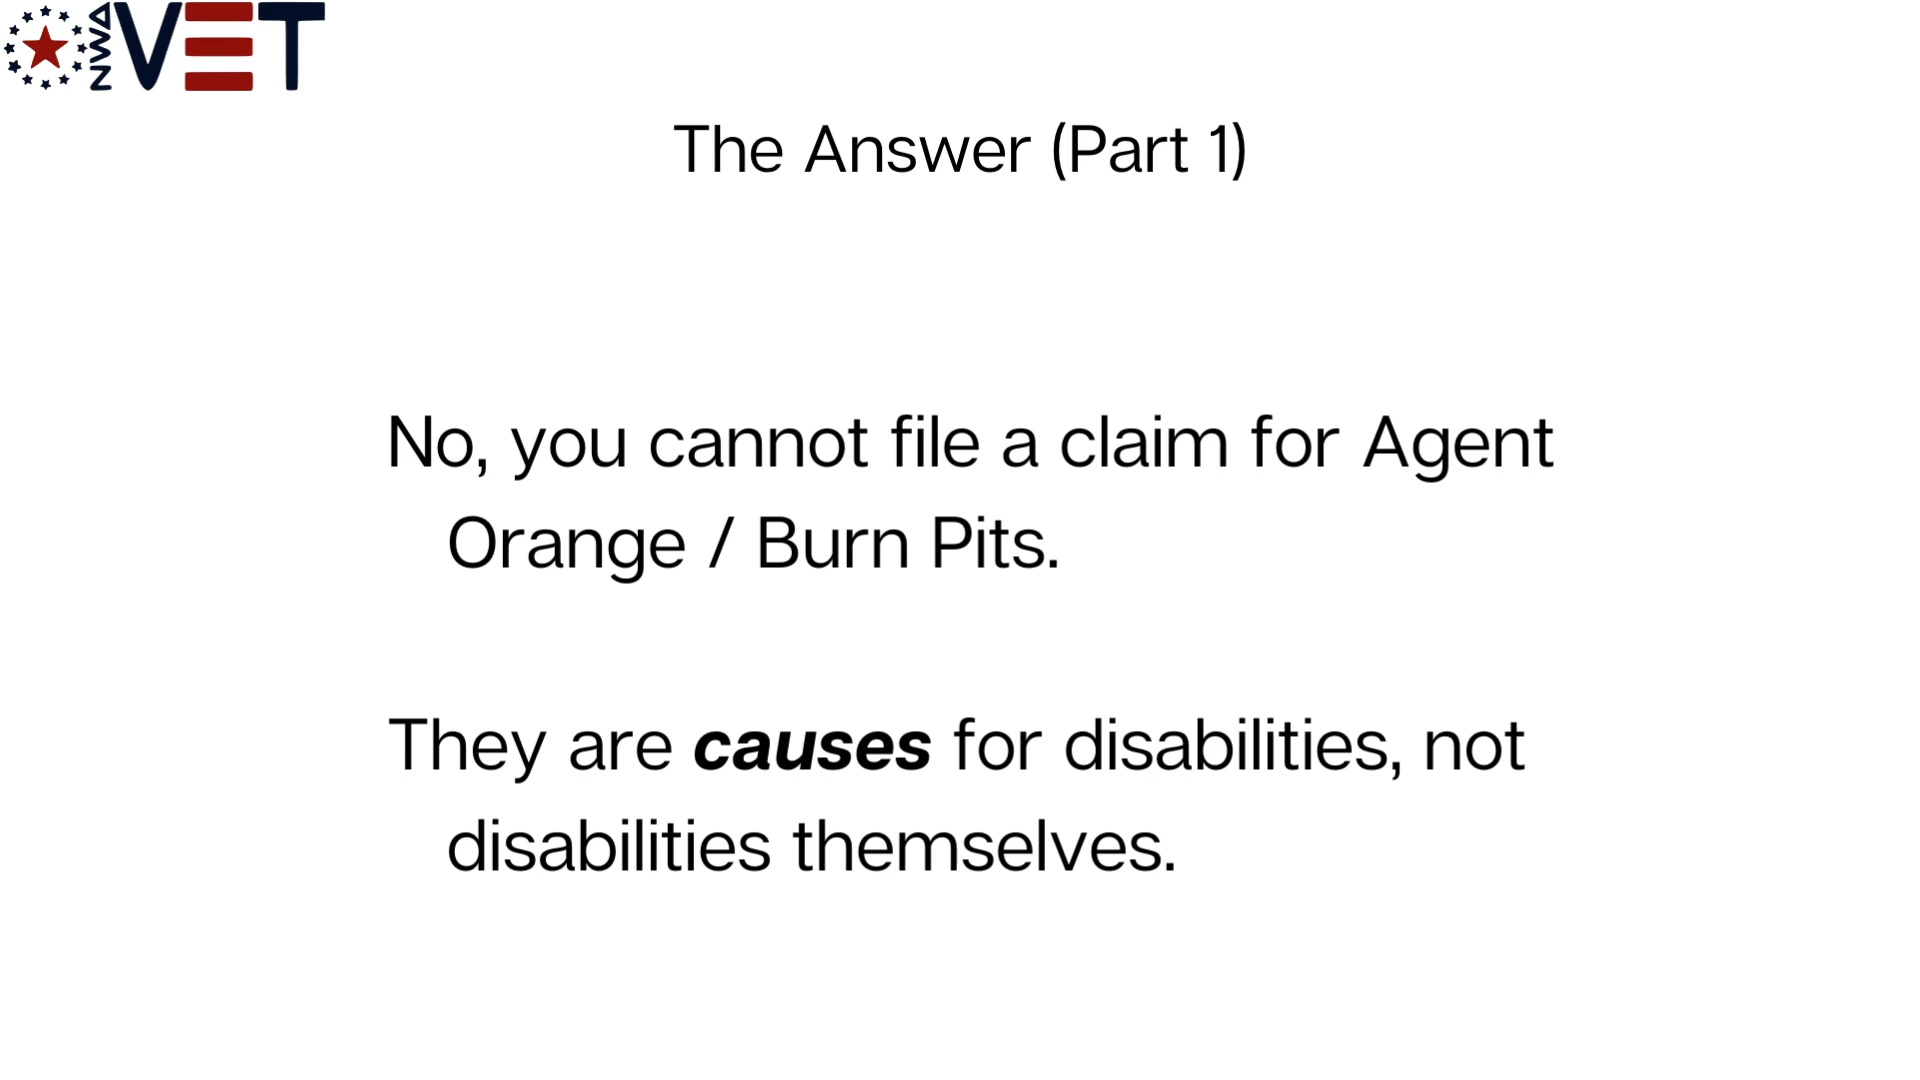 NWA VET
The Answer (Part 1)
No, you cannot file a claim for Agent
Orange / Burn Pits.
They are causes for disabilities, not
disabilities themselves.